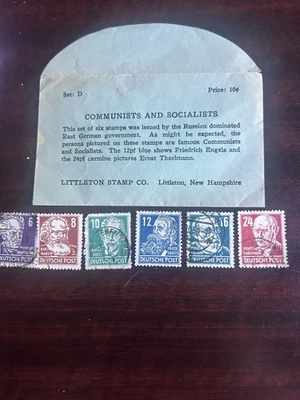 Set: D Price: 10¢
COMMUNISTS AND SOCIALISTS
This set of six stamps was issued by the Russian dominated
East German government. As might be expected, the
persons pictured on these stamps are famous Communists
and Socialists. The 12pf blue shows Friedrich Engels and
the 24pf carmine pictures Ernst Thaelmann.
LITTLETON STAMP CO. Littleton, New Hampshire
6 8 10 12 16 24
DEUTSCHE POST DEUTSCHE POST DEUTSCHE POST DEUTSCHE POST DEUTSCHE POST